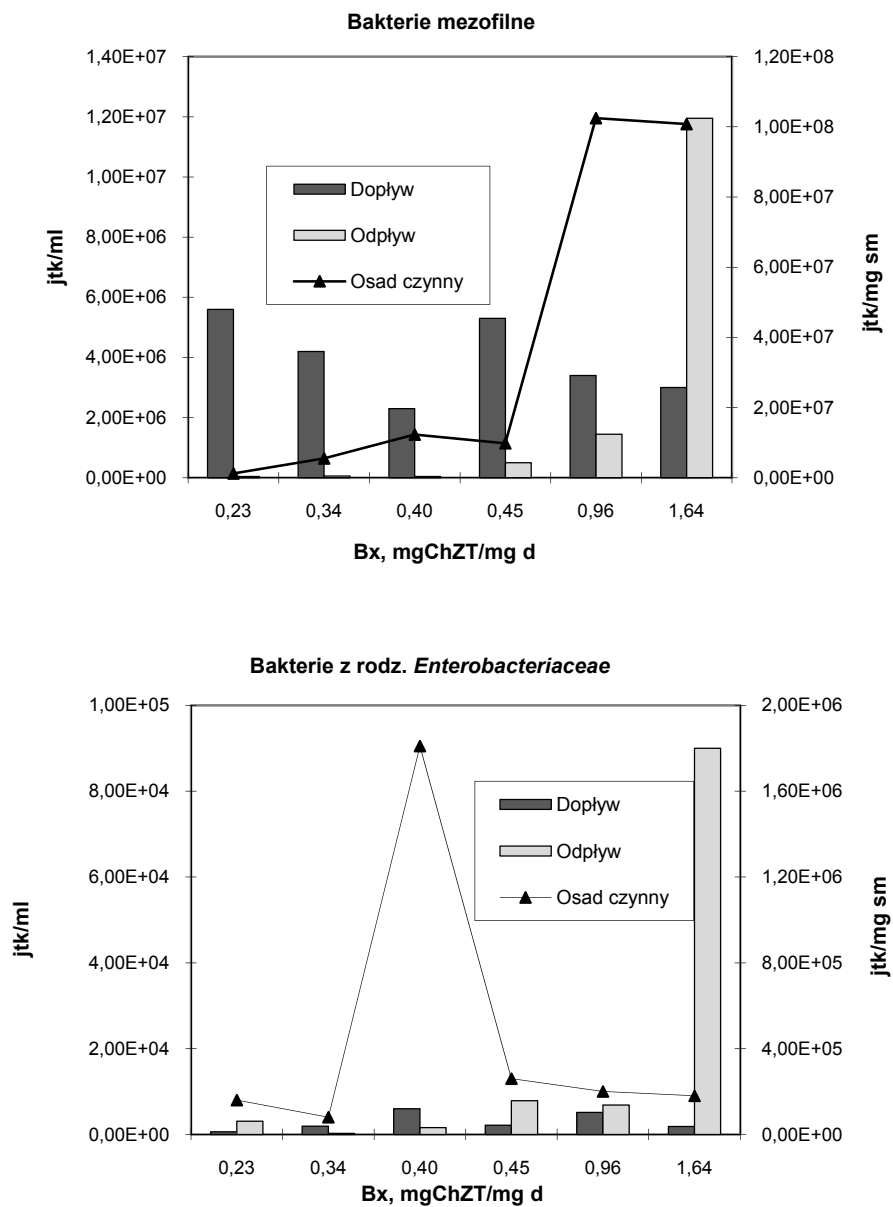 Bakterie mezofilne
1,40E+07
1,20E+07
1,00E+07
8,00E+06
6,00E+06
4,00E+06
2,00E+06
0,00E+00
jtk/ml
Dopływ
Odpływ
Osad czynny
1,20E+08
1,00E+08
8,00E+07
6,00E+07
4,00E+07
2,00E+07
0,00E+00
jtk/mg sm
0,23 0,34 0,40 0,45 0,96 1,64
Bx, mgChZT/mg d
Bakterie z rodz. Enterobacteriaceae
1,00E+05
8,00E+04
6,00E+04
4,00E+04
2,00E+04
0,00E+00
jtk/ml
Dopływ
Odpływ
Osad czynny
2,00E+06
1,60E+06
1,20E+06
8,00E+05
4,00E+05
0,00E+00
jtk/mg sm
0,23 0,34 0,40 0,45 0,96 1,64
Bx, mgChZT/mg d